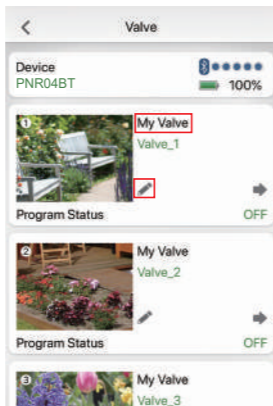 Valve
Device
PNR04BT
100%
1
My Valve
Valve_1
Program Status OFF
2
My Valve
Valve_2
Program Status OFF
3
My Valve
Valve_3